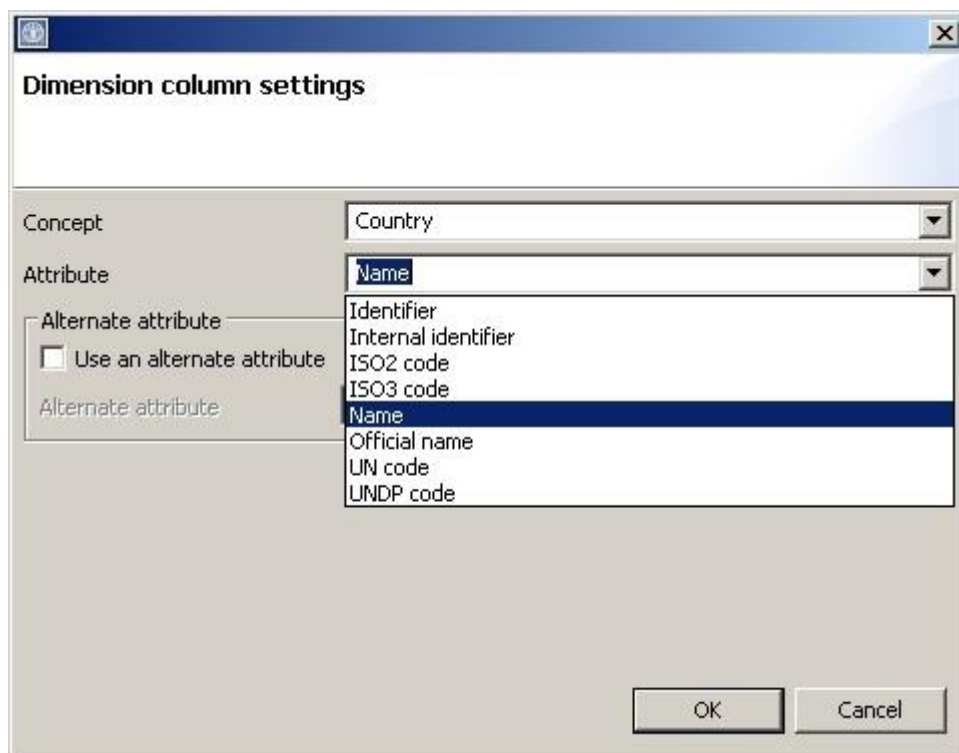 Dimension column settings
Concept
Country
Attribute
Name
Identifier
Alternate attribute
Internal identifier
Use an alternate attribute
ISO2 code
ISO3 code
Alternate attribute
Name
Official name
UN code
UNDP code
OK
Cancel